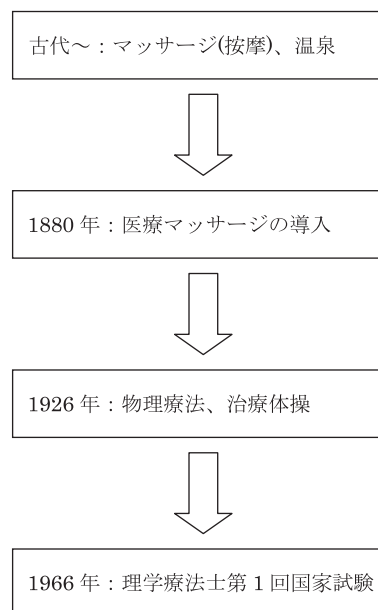 古代～：マッサージ(按摩)、温泉
1880 年：医療マッサージの導入
1926 年：物理療法、治療体操
1966 年：理学療法士第 1 回国家試験